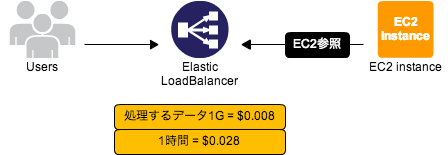 EC2
Instance
EC2参照
Users
Elastic
LoadBalancer
EC2 instance
処理するデータ1G = $0.008
1時間 = $0.028